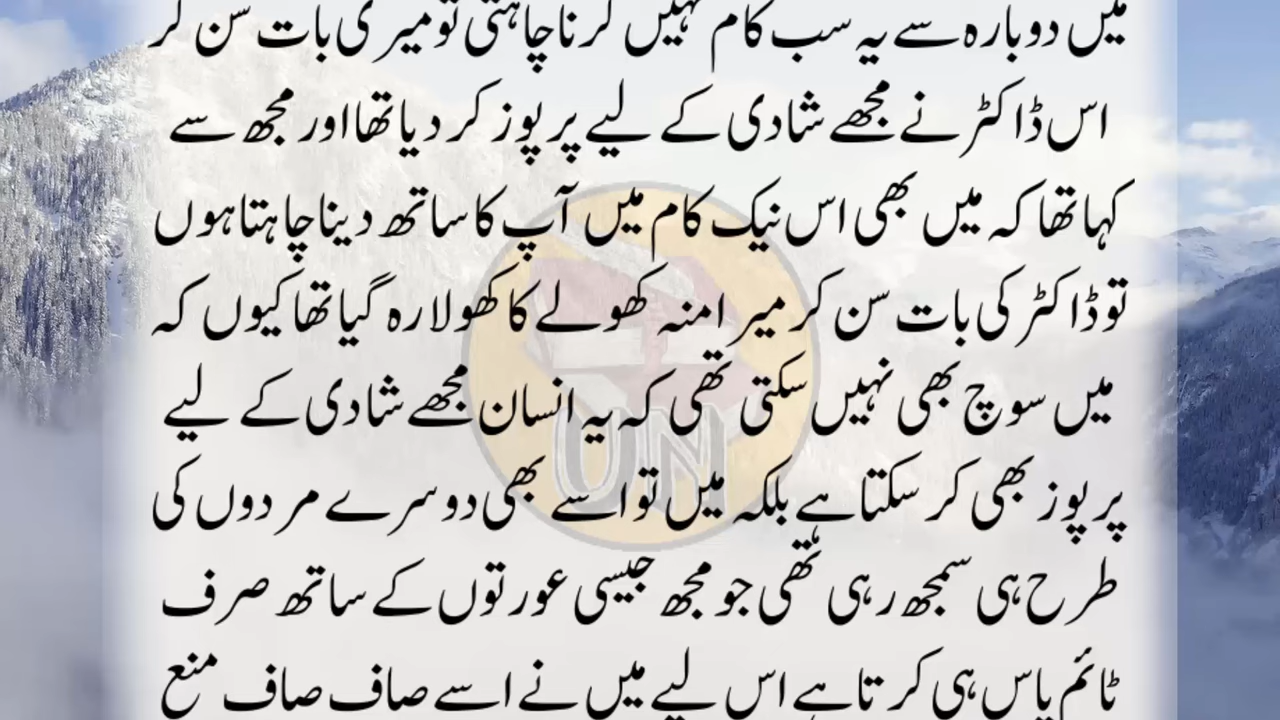 میں دوبارہ سے یہ سب کام نہیں کرنا چاہتی تو میری بات سن کر
اس ڈاکٹر نے مجھے شادی کے لیے پرپوز کر دیا تھا اور مجھ سے
کہا تھا کہ میں بھی اس نیک کام میں آپ کا ساتھ دینا چاہتا ہوں
تو ڈاکٹر کی بات سن کر میر امنہ کھولے کا کھولا رہ گیا تھا کیوں کہ
میں سوچ بھی نہیں سکتی تھی کہ یہ انسان مجھے شادی کے لیے
پرپوز بھی کر سکتا ہے بلکہ میں تو اسے بھی دوسرے مردوں کی
طرح ہی سمجھ رہی تھی جو مجھ جیسی عورتوں کے ساتھ صرف
ٹائم پاس ہی کرتا ہے اس لیے میں نے اسے صاف صاف منع
UN